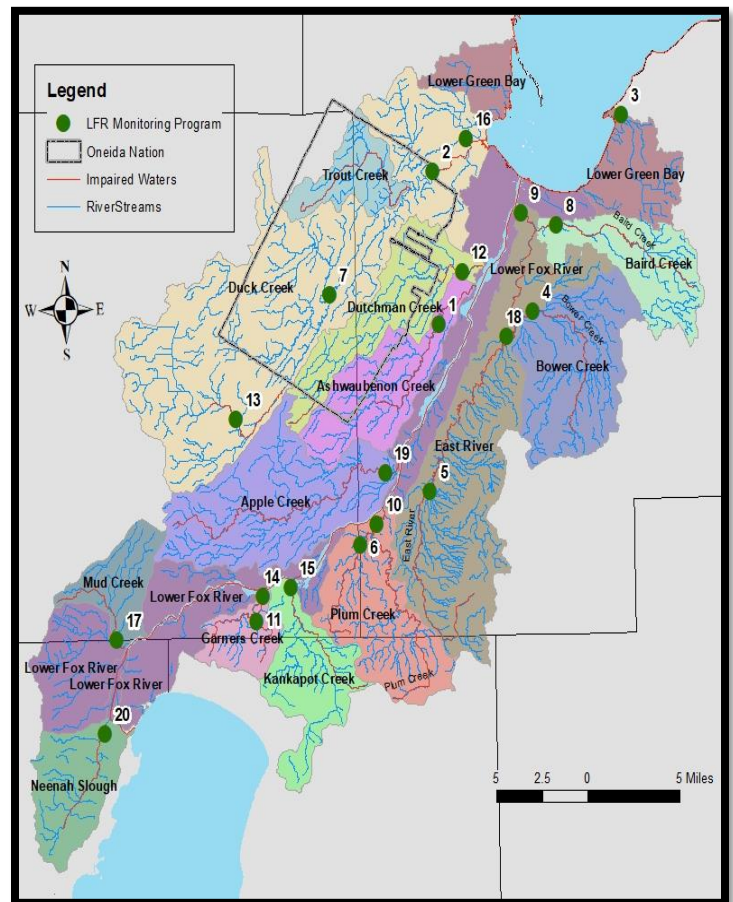 Legend
LFR Monitoring Program
Oneida Nation
Impaired Waters
RiverStreams
N
W E
S
Lower Green Bay
3
16
2
Trout Creek
Lower Green Bay
9
8
Baird Creek
Baird Creek
12
Lower Fox River
Duck Creek
7
Dutchman Creek
1
4
18
Bower Creek
Bower Creek
Ashwaubenon Creek
13
East River
19
5
Apple Creek
10
East River
6
Mud Creek
15
14
Lower Fox River
Plum Creek
11
17
Garners Creek
Lower Fox River
Lower Fox River
Kankapot Creek
Plum Creek
20
Neenah Slough
5 2.5 0 5 Miles